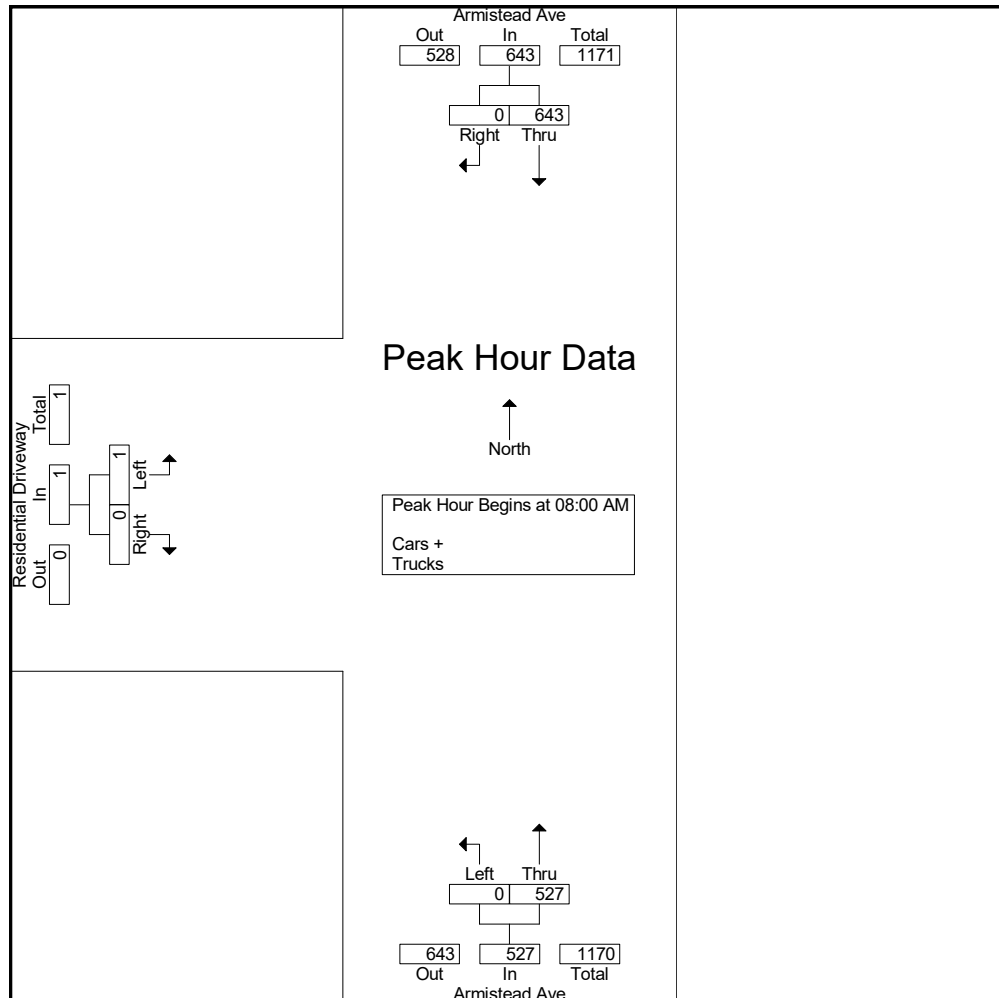 Armistead Ave
Out In Total
528 643 1171
0 643
Right Thru
Peak Hour Data
North
Peak Hour Begins at 08:00 AM
Cars +
Trucks
Residential Driveway
Out In Total
0 1 1
0 1
Right Left
Left Thru
0 527
643 527 1170
Out In Total
Armistead Ave